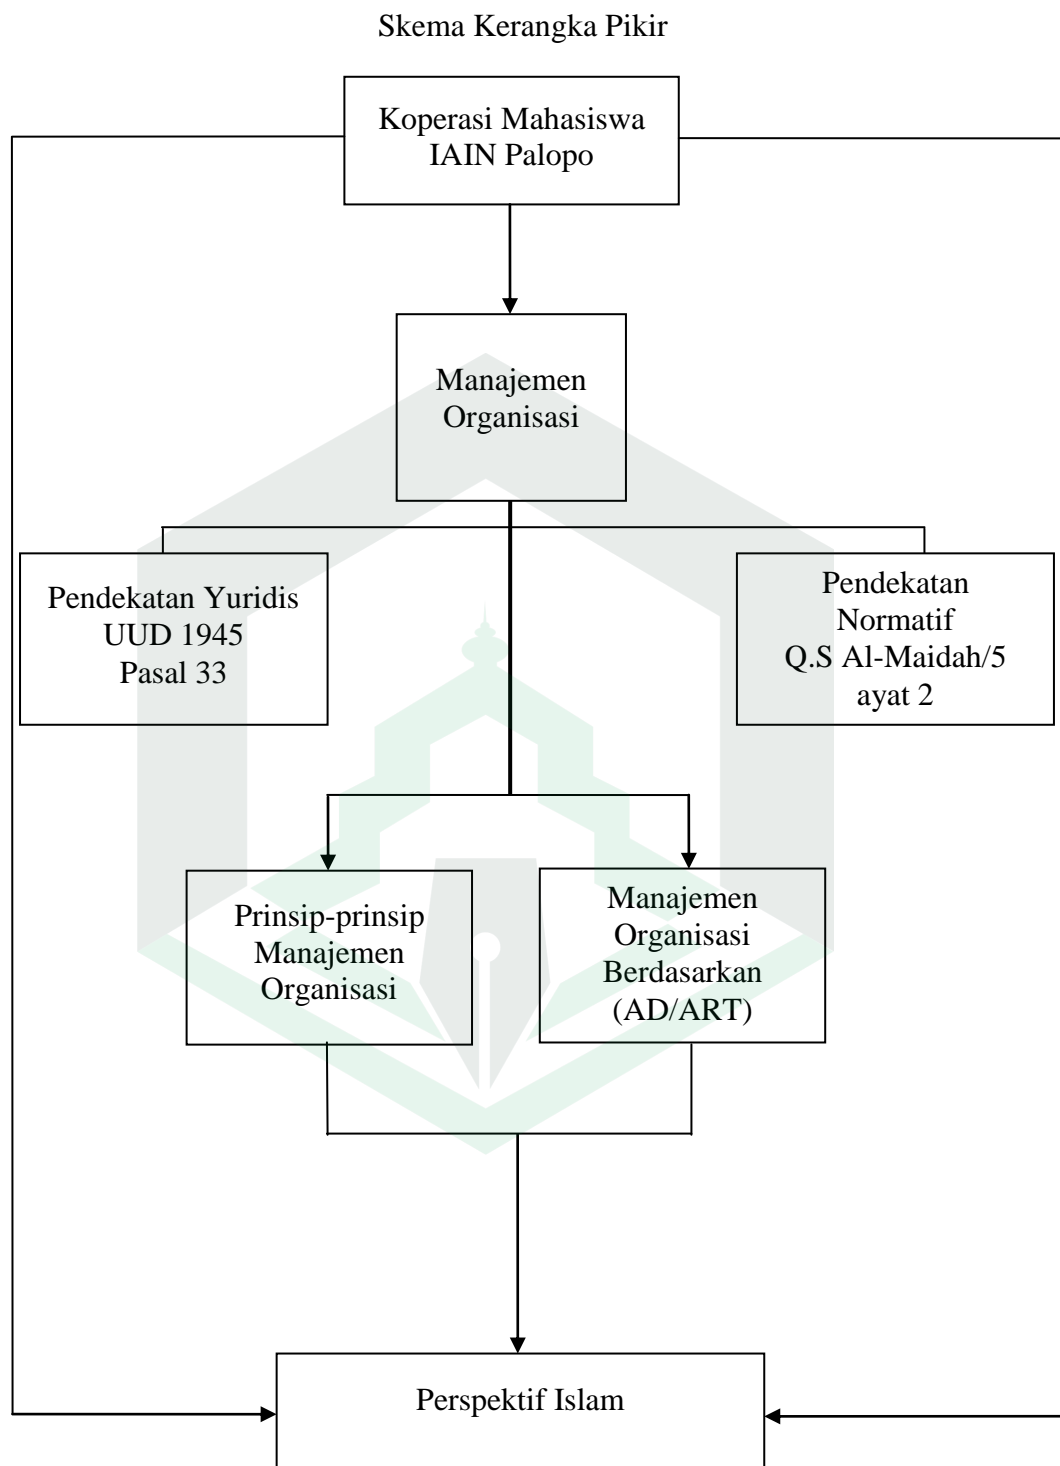 Skema Kerangka Pikir
Koperasi Mahasiswa
IAIN Palopo
Manajemen
Organisasi
Pendekatan Yuridis
UUD 1945
Pasal 33
Pendekatan
Normatif
Q.S Al-Maidah/5
ayat 2
Prinsip-prinsip
Manajemen
Organisasi
Manajemen
Organisasi
Berdasarkan
(AD/ART)
Perspektif Islam